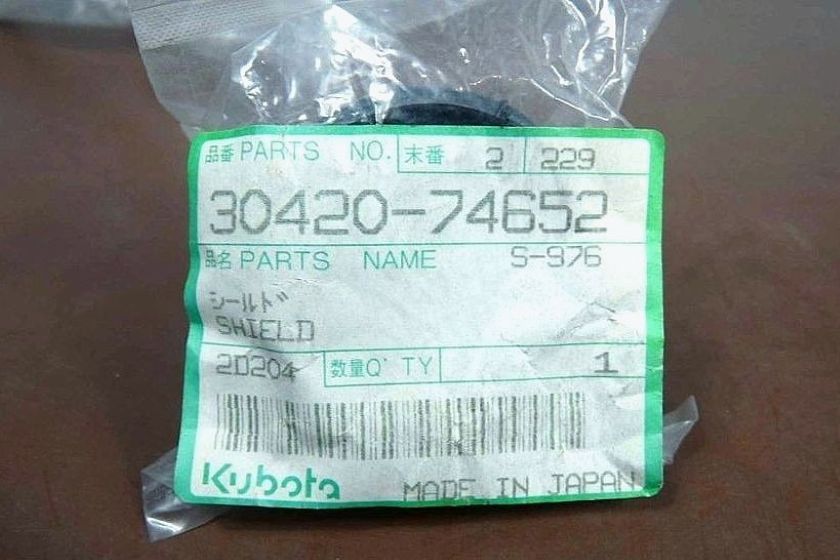 品番 PARTS NO. 末番 2 229
30420-74652
品名 PARTS NAME S-976
シールド
SHIELD
2D204 数量 Q'TY 1
Kubota MADE IN JAPAN